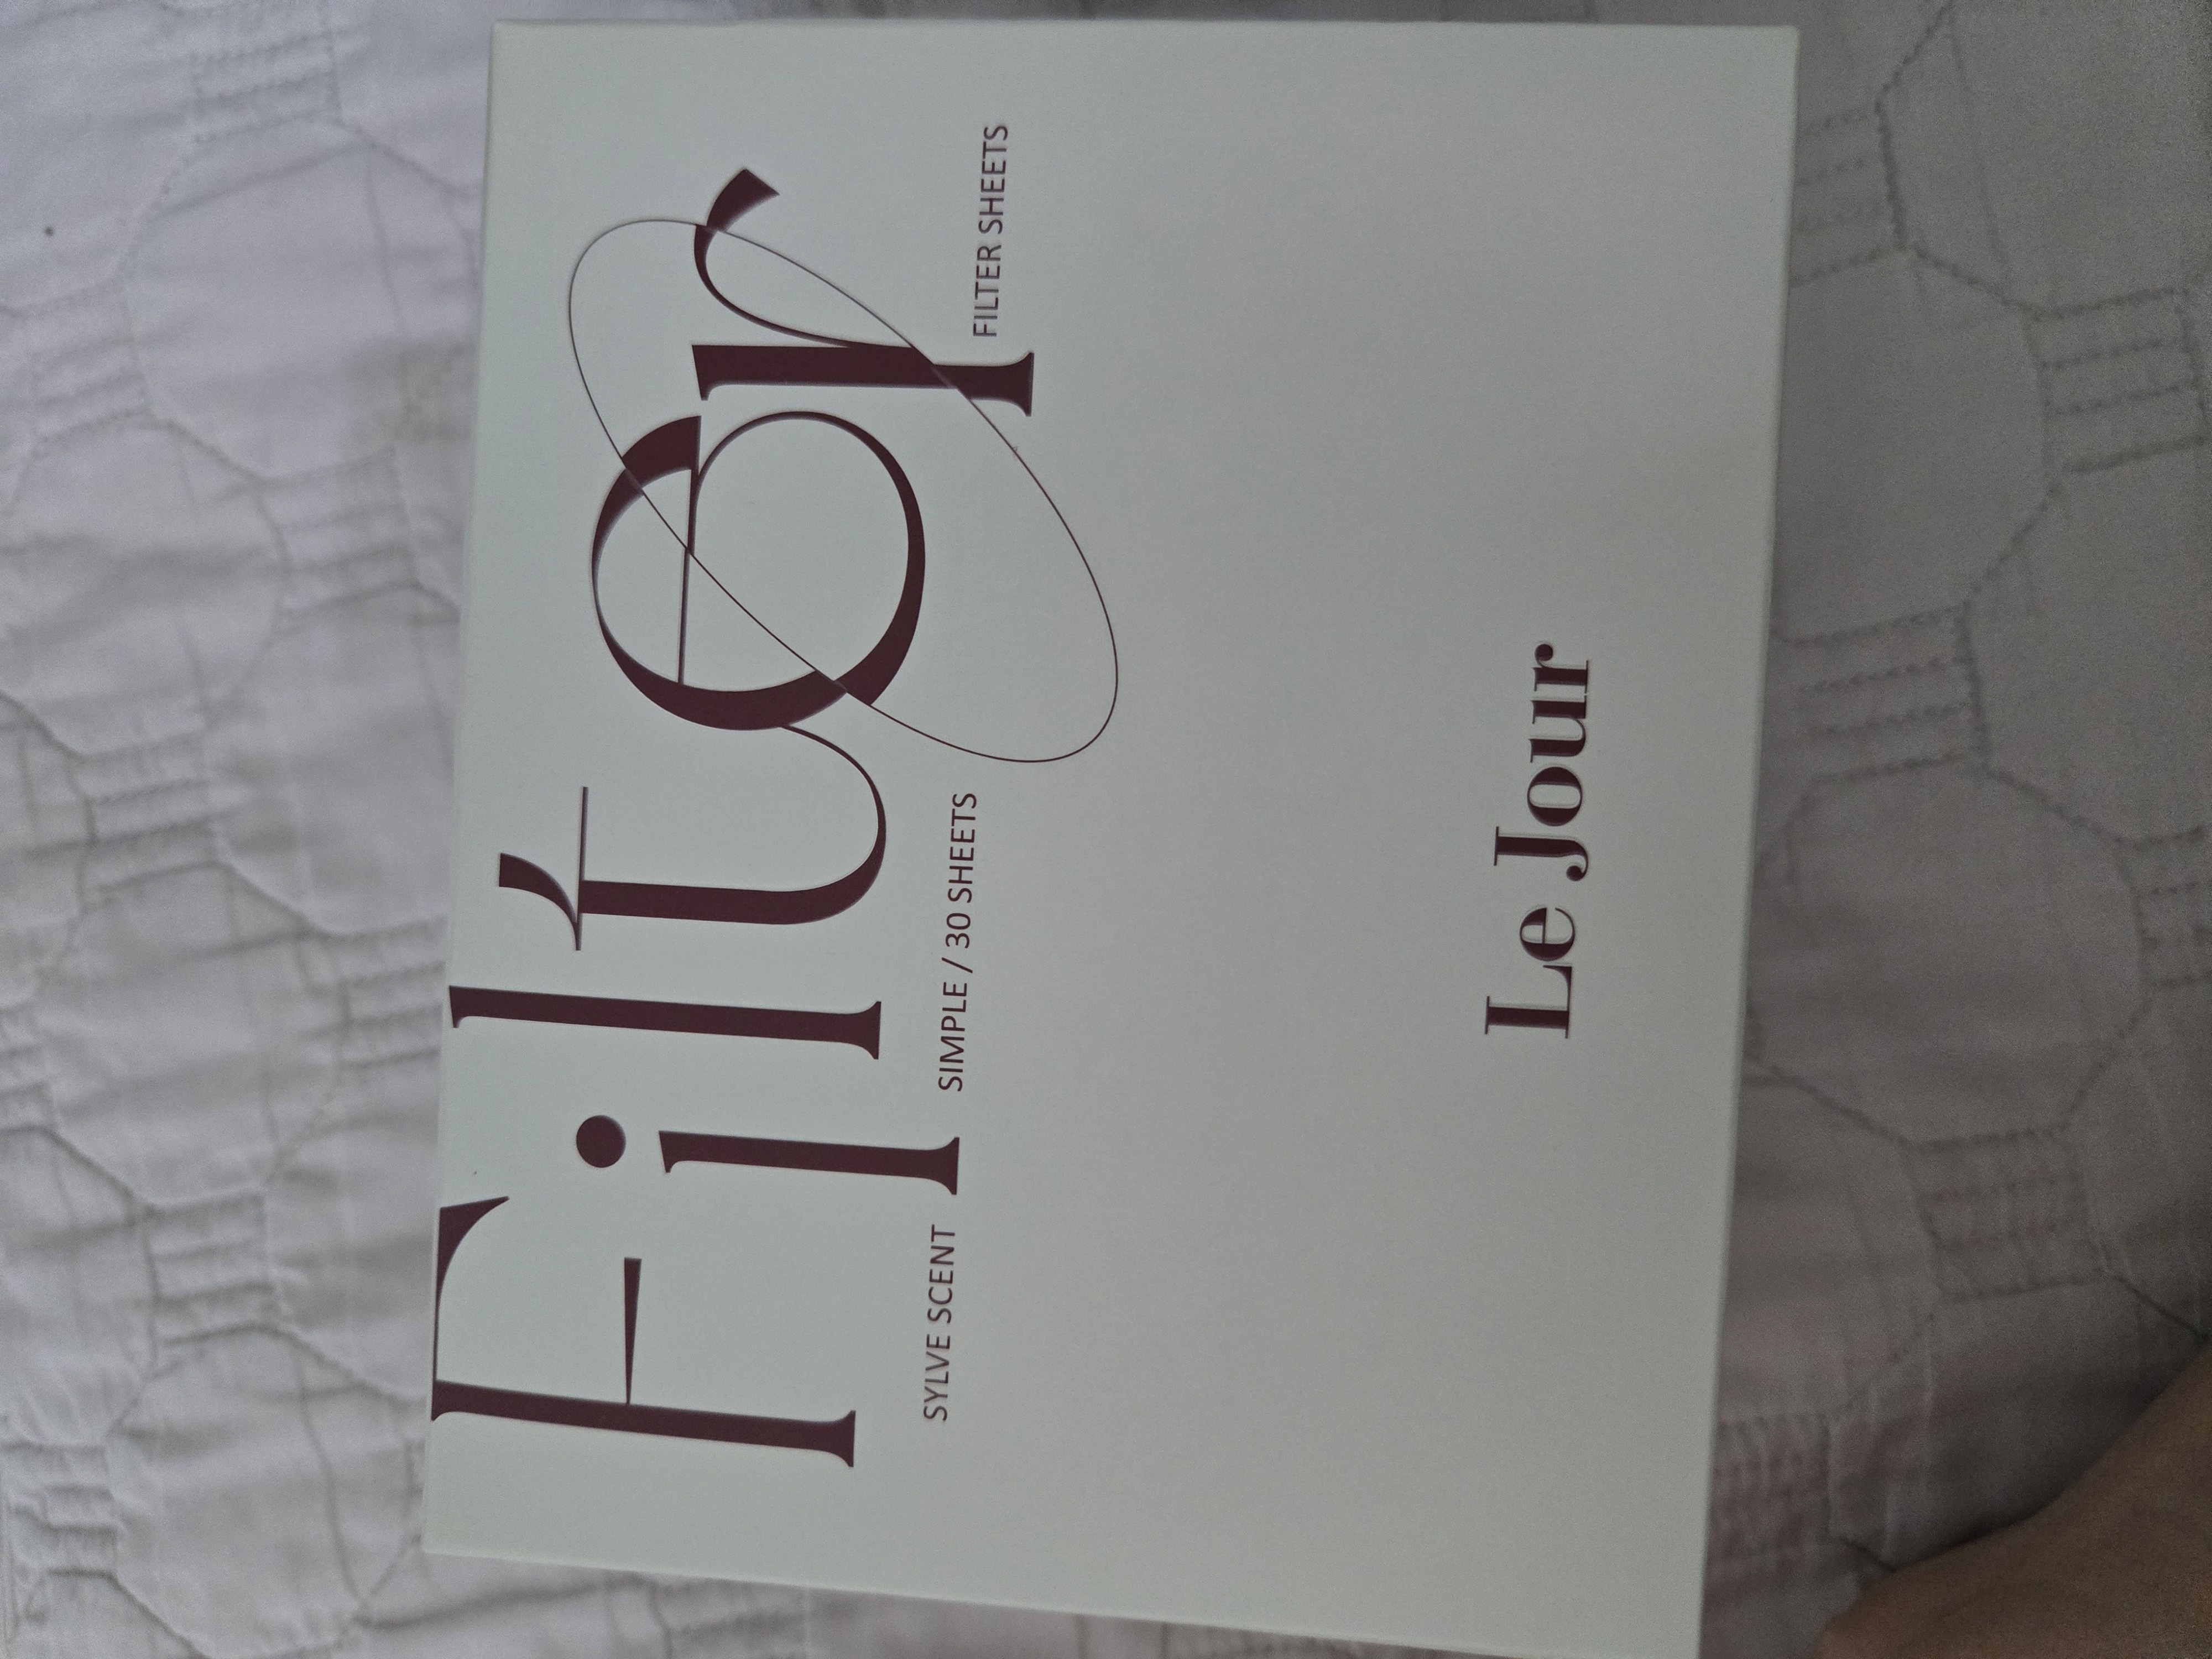 Filter
SYLVE SCENT
SIMPLE / 30 SHEETS
FILTER SHEETS
Le Jour